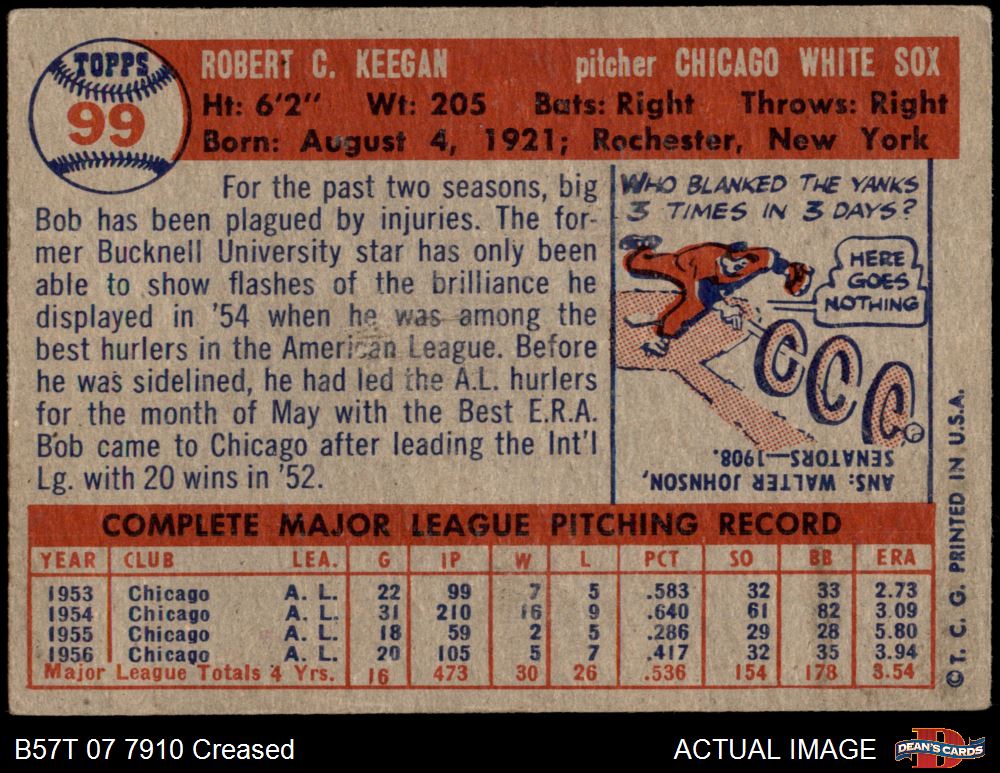 TOPPS
99
ROBERT C. KEEGAN pitcher CHICAGO WHITE SOX
Ht: 6'2" Wt: 205 Bats: Right Throws: Right
Born: August 4, 1921; Rochester, New York
For the past two seasons, big
Bob has been plagued by injuries. The for-
mer Bucknell University star has only been
able to show flashes of the brilliance he
displayed in '54 when he was among the
best hurlers in the American League. Before
he was sidelined, he had led the A.L. hurlers
for the month of May with the Best E.R.A.
Bob came to Chicago after leading the Int'l
Lg. with 20 wins in '52.
WHO BLANKED THE YANKS
3 TIMES IN 3 DAYS?
HERE
GOES
NOTHING
ANS: WALTER JOHNSON,
SENATORS—1908.
COMPLETE MAJOR LEAGUE PITCHING RECORD
YEAR CLUB LEA. G IP W L PCT SO BB ERA
1953 Chicago A. L. 22 99 7 5 .583 32 33 2.73
1954 Chicago A. L. 31 210 16 9 .640 61 82 3.09
1955 Chicago A. L. 18 59 2 5 .286 29 28 5.80
1956 Chicago A. L. 20 105 5 7 .417 32 35 3.94
Major League Totals 4 Yrs. 16 473 30 26 .536 154 178 3.54
© T. C. G. PRINTED IN U.S.A.
B57T 07 7910 Creased
ACTUAL IMAGE
DEAN'S CARDS